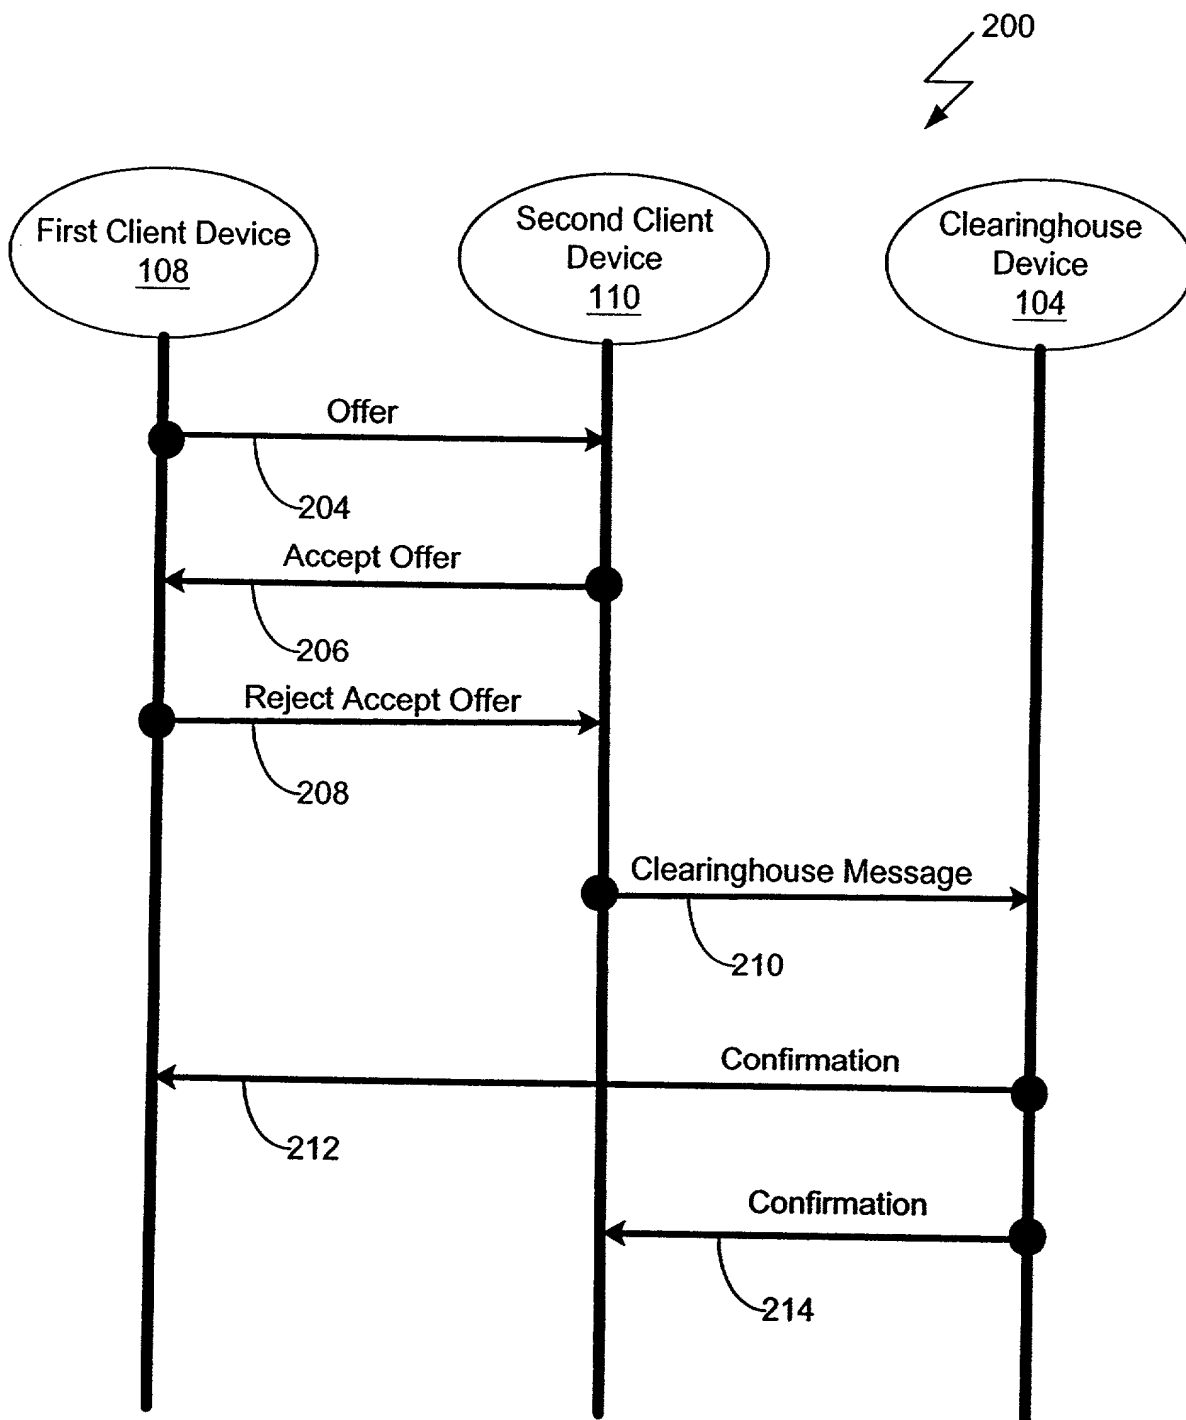 200
First Client Device
108
Second Client
Device
110
Clearinghouse
Device
104
Offer
204
Accept Offer
206
Reject Accept Offer
208
Clearinghouse Message
210
Confirmation
212
Confirmation
214